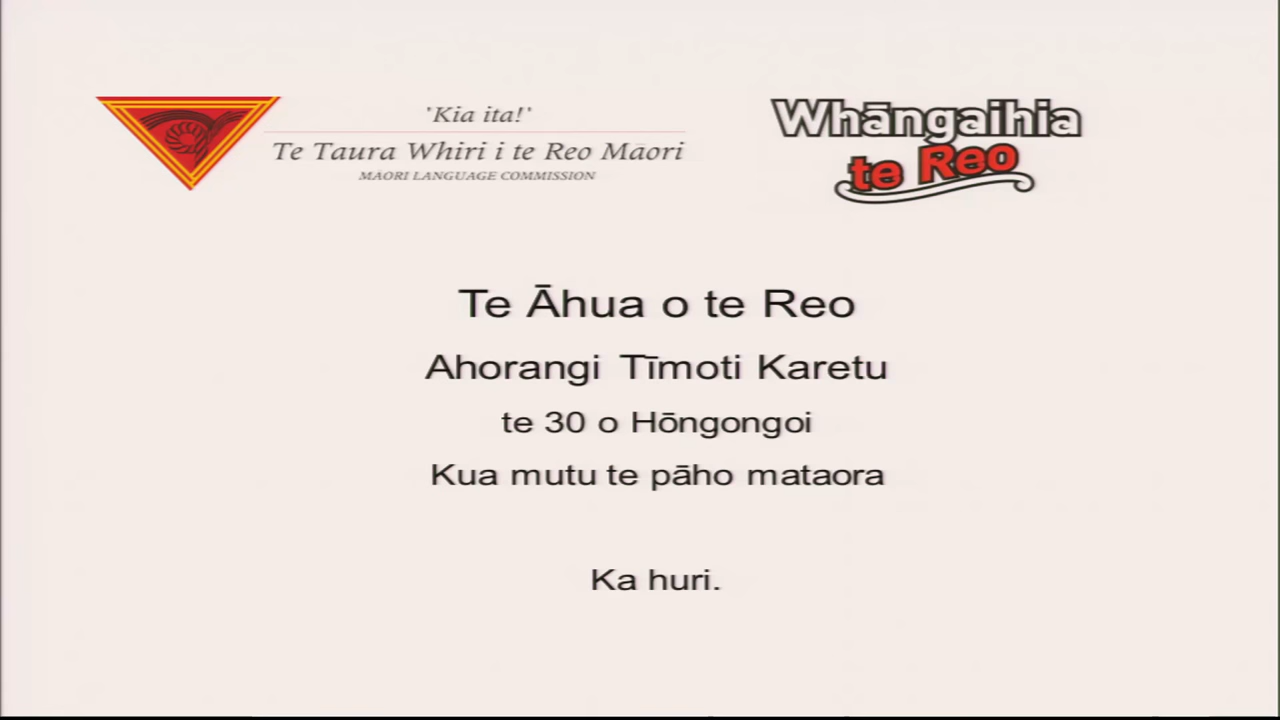 'Kia ita!'
Te Taura Whiri i te Reo Māori
MAORI LANGUAGE COMMISSION
Whāngaihia
te Reo
Te Āhua o te Reo
Ahorangi Tīmoti Karetu
te 30 o Hōngongoi
Kua mutu te pāho mataora
Ka huri.